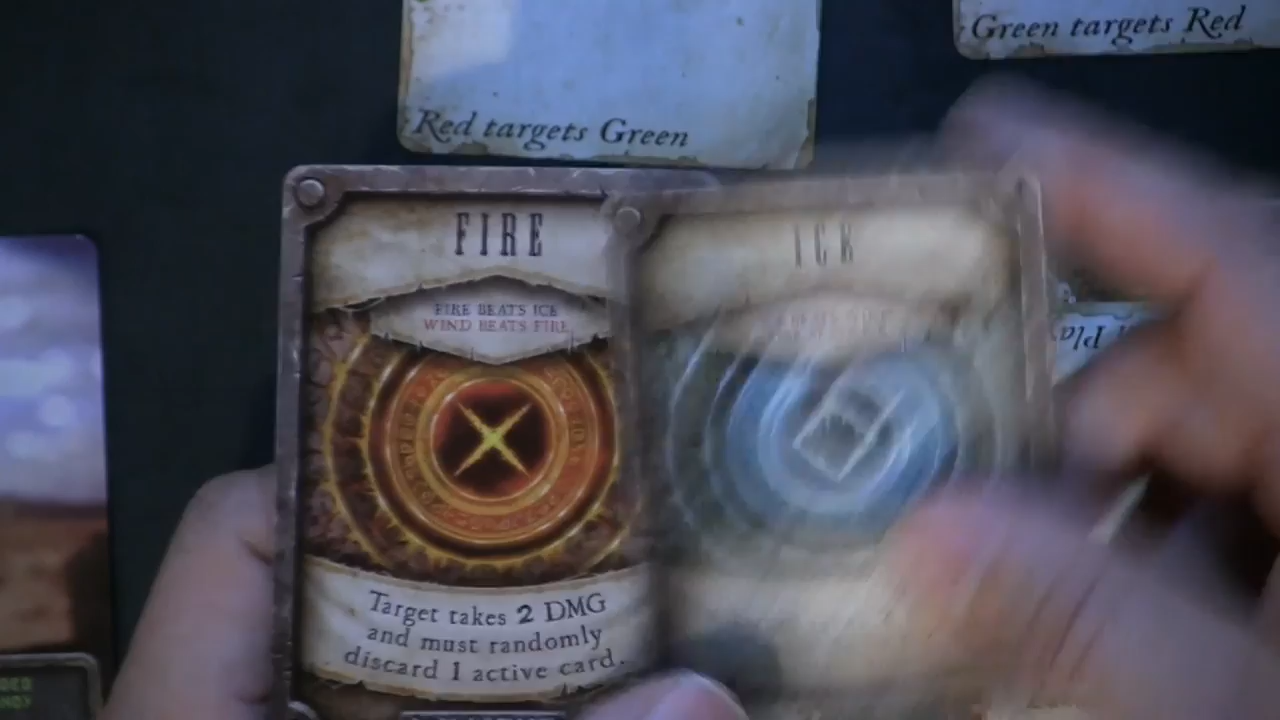 Green targets Red
Red targets Green
FIRE
FIRE BEATS ICE
WIND BEATS FIRE
ICE
Target takes 2 DMG
and must randomly
discard 1 active card.